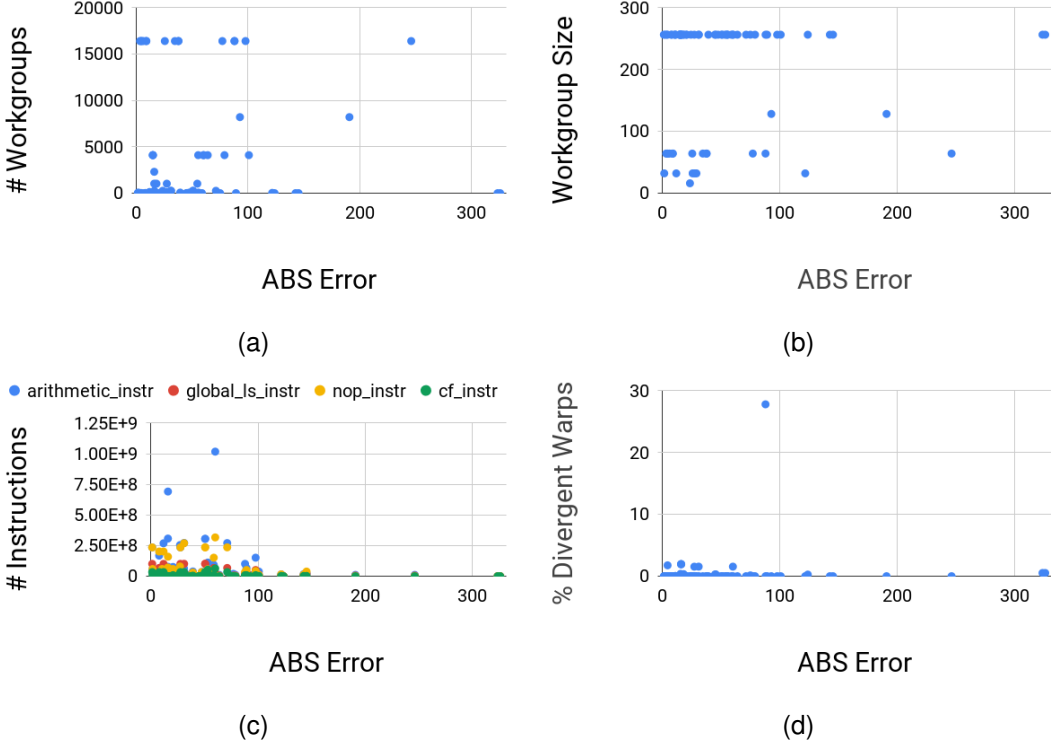 20000
15000
10000
5000
0
# Workgroups
0 100 200 300
ABS Error
(a)
300
200
100
0
Workgroup Size
0 100 200 300
ABS Error
(b)
arithmetic_instr global_ls_instr nop_instr cf_instr
1.25E+9
1.00E+9
7.50E+8
5.00E+8
2.50E+8
0
# Instructions
0 100 200 300
ABS Error
(c)
30
20
10
0
% Divergent Warps
0 100 200 300
ABS Error
(d)